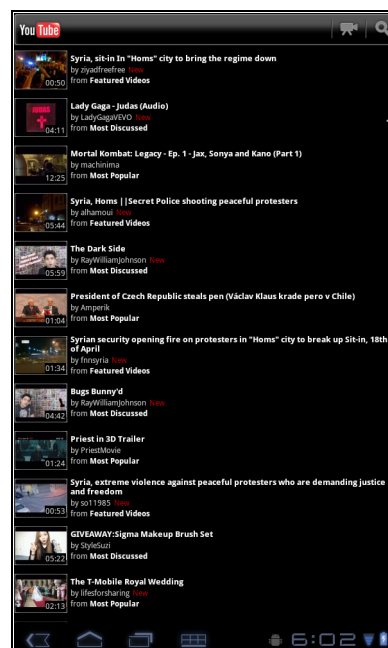 YouTube
Syria, sit-in In "Homs" city to bring the regime down
by ziyadfreefree New
00:50 from Featured Videos
Lady Gaga - Judas (Audio)
JUDAS
by LadyGagaVEVO New
04:11 from Most Discussed
Mortal Kombat: Legacy - Ep. 1 - Jax, Sonya and Kano (Part 1)
by machinima
12:25 from Most Popular
Syria, Homs ||Secret Police shooting peaceful protesters
by alhamoui New
05:44 from Featured Videos
The Dark Side
by RayWilliamJohnson New
05:59 from Most Discussed
President of Czech Republic steals pen (Václav Klaus krade pero v Chile)
by Amperik
01:04 from Most Popular
Syrian security opening fire on protesters in "Homs" city to break up Sit-in, 18th
of April
by fnnsyria New
01:34 from Featured Videos
Bugs Bunny'd
by RayWilliamJohnson New
04:42 from Most Discussed
Priest in 3D Trailer
by PriestMovie
01:24 from Most Popular
Syria, extreme violence against peaceful protesters who are demanding justice
and freedom
by so11985 New
00:53 from Featured Videos
GIVEAWAY:Sigma Makeup Brush Set
by StyleSuzi
05:22 from Most Discussed
The T-Mobile Royal Wedding
by lifesforsharing New
02:13 from Most Popular
6:02